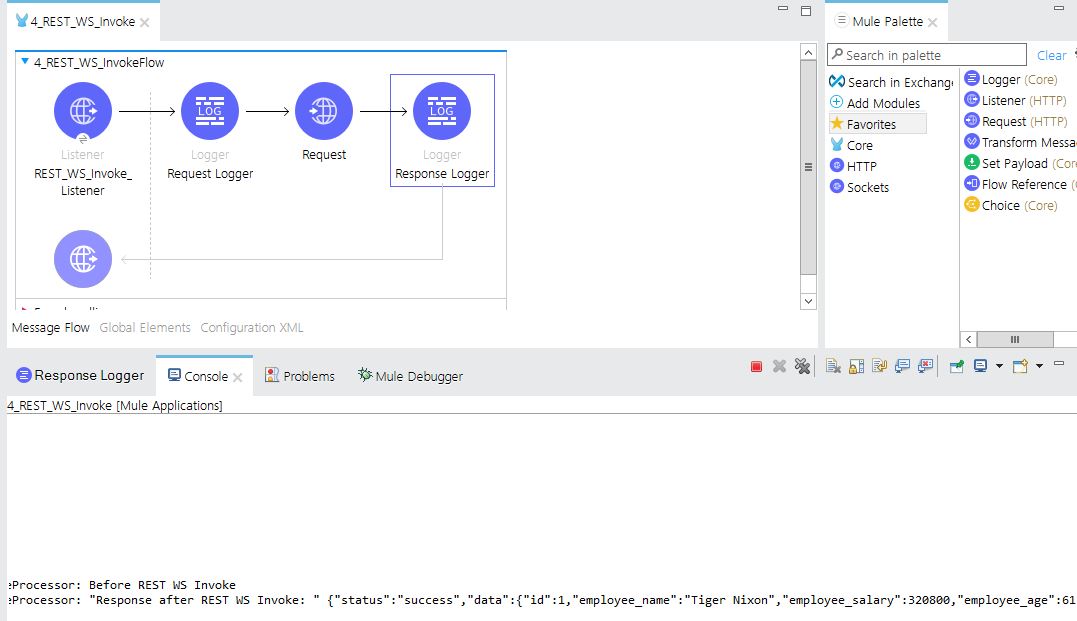 4_REST_WS_Invoke
4_REST_WS_InvokeFlow
LOG
LOG
Listener
Logger
Request
Logger
REST_WS_Invoke_
Listener
Request Logger
Response Logger
Message Flow
Global Elements
Configuration XML
Mule Palette
Search in palette
Clear
Search in Exchange
Add Modules
Favorites
Core
HTTP
Sockets
Logger (Core)
Listener (HTTP)
Request (HTTP)
Transform Messa
Set Payload (Core
Flow Reference (
Choice (Core)
Response Logger
Console
Problems
Mule Debugger
4_REST_WS_Invoke [Mule Applications]
eProcessor: Before REST WS Invoke
eProcessor: "Response after REST WS Invoke: " {"status":"success","data":{"id":1,"employee_name":"Tiger Nixon","employee_salary":320800,"employee_age":61